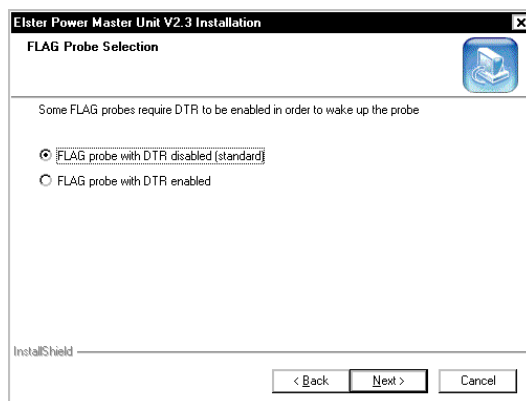 Elster Power Master Unit V2.3 Installation
FLAG Probe Selection
Some FLAG probes require DTR to be enabled in order to wake up the probe
FLAG probe with DTR disabled (standard)
FLAG probe with DTR enabled
InstallShield
< Back
Next >
Cancel